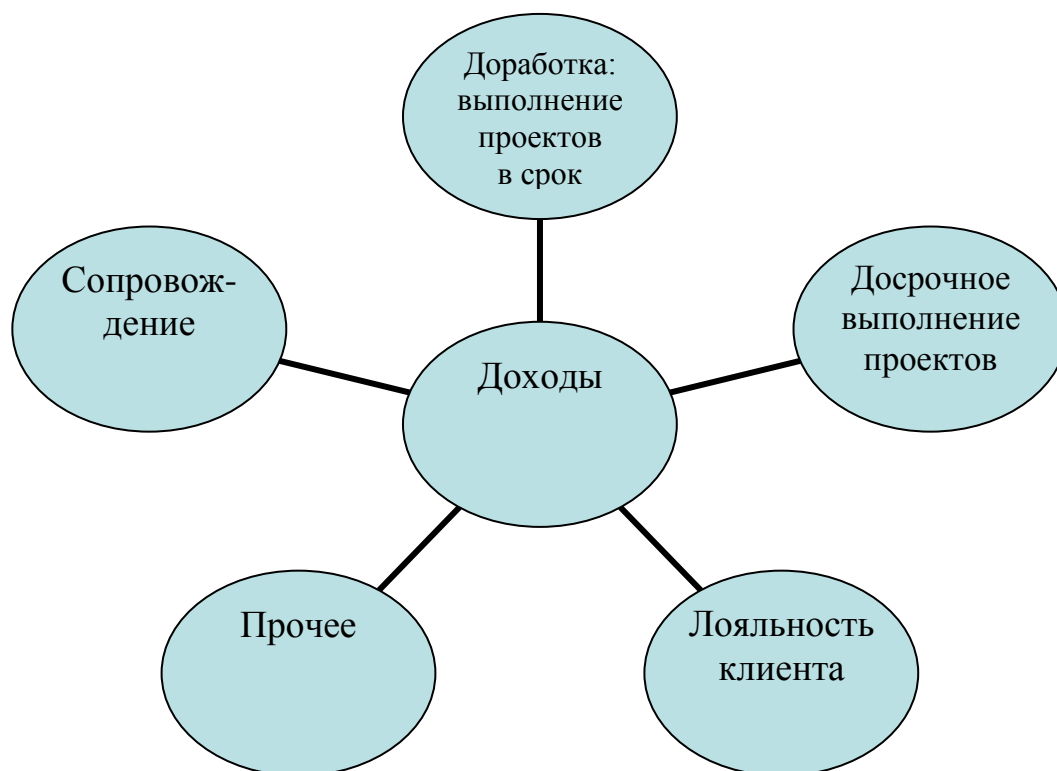 Доработка:
выполнение
проектов
в срок
Сопровож-
дение
Досрочное
выполнение
проектов
Доходы
Прочее
Лояльность
клиента